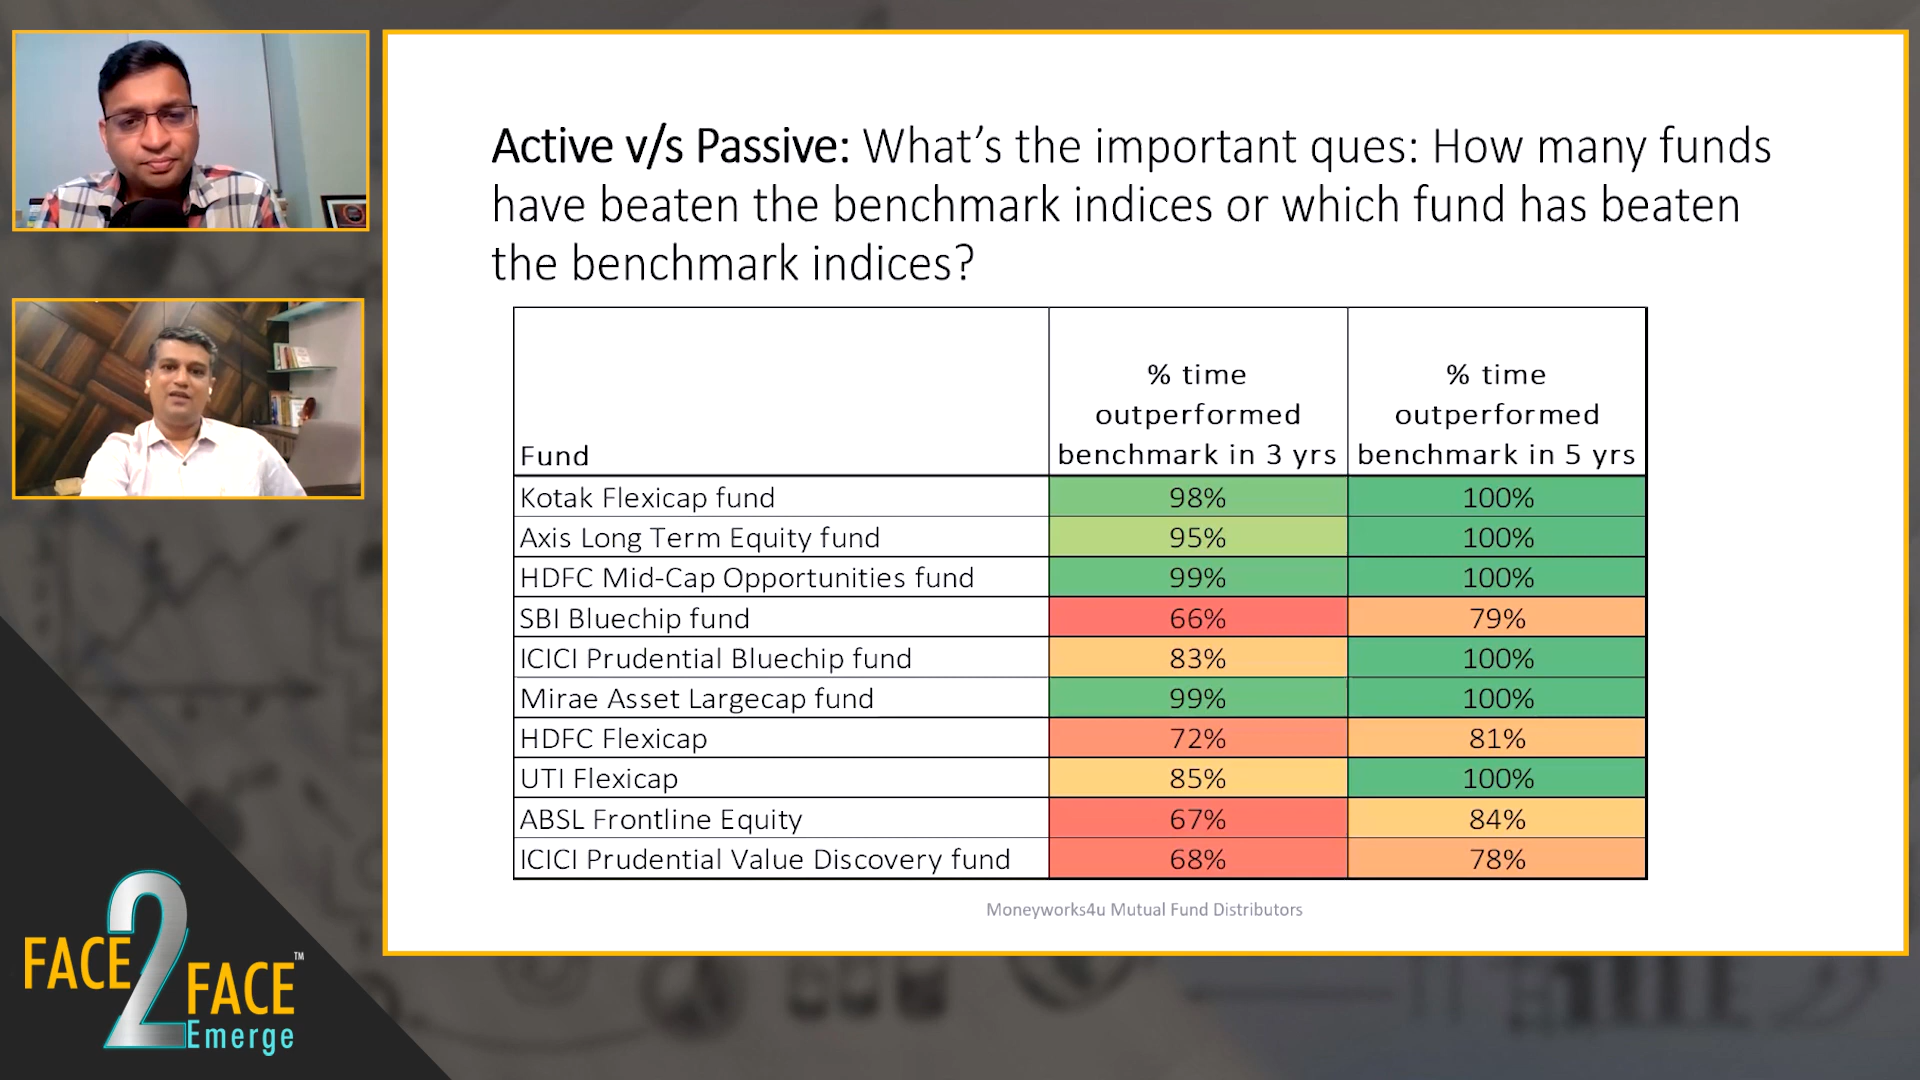 Active v/s Passive: What's the important ques: How many funds
have beaten the benchmark indices or which fund has beaten
the benchmark indices?
Fund
% time
outperformed
benchmark in 3 yrs
% time
outperformed
benchmark in 5 yrs
Kotak Flexicap fund 98% 100%
Axis Long Term Equity fund 95% 100%
HDFC Mid-Cap Opportunities fund 99% 100%
SBI Bluechip fund 66% 79%
ICICI Prudential Bluechip fund 83% 100%
Mirae Asset Largecap fund 99% 100%
HDFC Flexicap 72% 81%
UTI Flexicap 85% 100%
ABSL Frontline Equity 67% 84%
ICICI Prudential Value Discovery fund 68% 78%
Moneyworks4u Mutual Fund Distributors
FACE 2 FACE™
Emerge